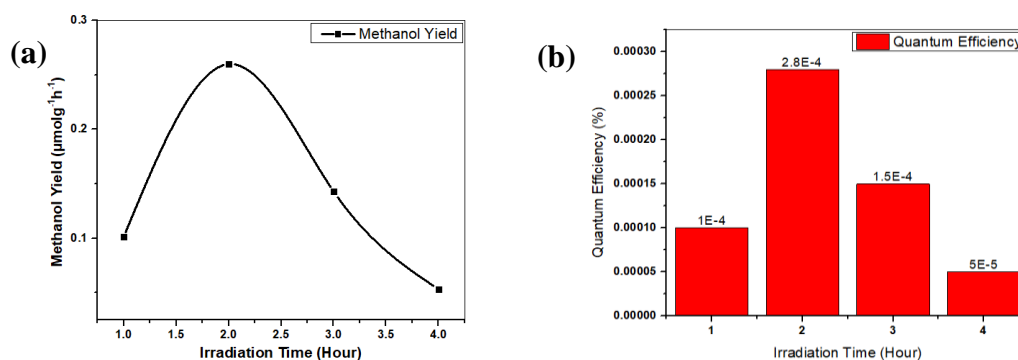 (a)
Methanol Yield
0.3
0.2
0.1
Methanol Yield (µmolg⁻¹h⁻¹)
1.0 1.5 2.0 2.5 3.0 3.5 4.0
Irradiation Time (Hour)
(b)
Quantum Efficiency
0.00030
0.00025
0.00020
0.00015
0.00010
0.00005
0.00000
Quantum Efficiency (%)
1E-4
2.8E-4
1.5E-4
5E-5
1 2 3 4
Irradiation Time (Hour)